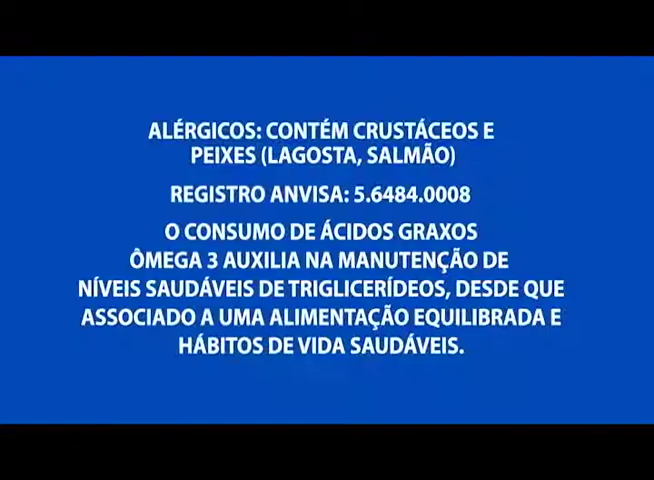 ALÉRGICOS: CONTÉM CRUSTÁCEOS E
PEIXES (LAGOSTA, SALMÃO)
REGISTRO ANVISA: 5.6484.0008
O CONSUMO DE ÁCIDOS GRAXOS
ÔMEGA 3 AUXILIA NA MANUTENÇÃO DE
NÍVEIS SAUDÁVEIS DE TRIGLICERÍDEOS, DESDE QUE
ASSOCIADO A UMA ALIMENTAÇÃO EQUILIBRADA E
HÁBITOS DE VIDA SAUDÁVEIS.